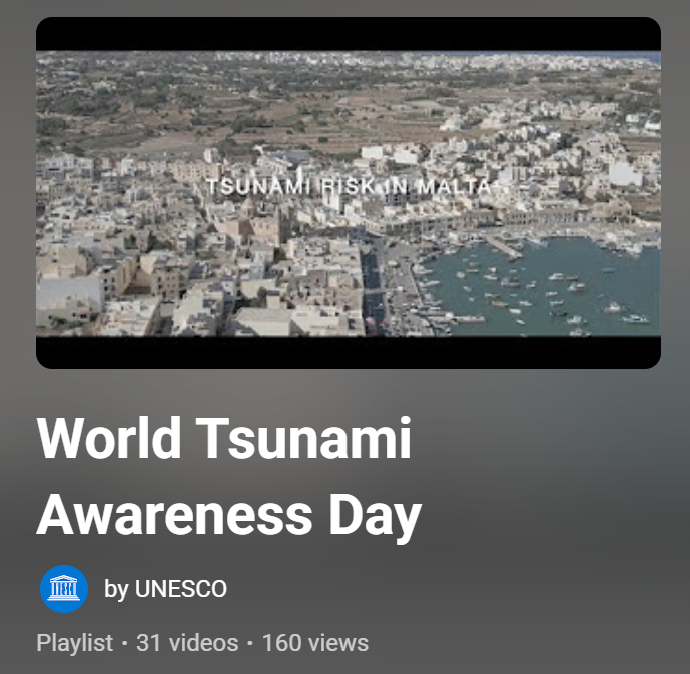 TSUNAMI RISK IN MALTA
World Tsunami
Awareness Day
by UNESCO
Playlist • 31 videos • 160 views